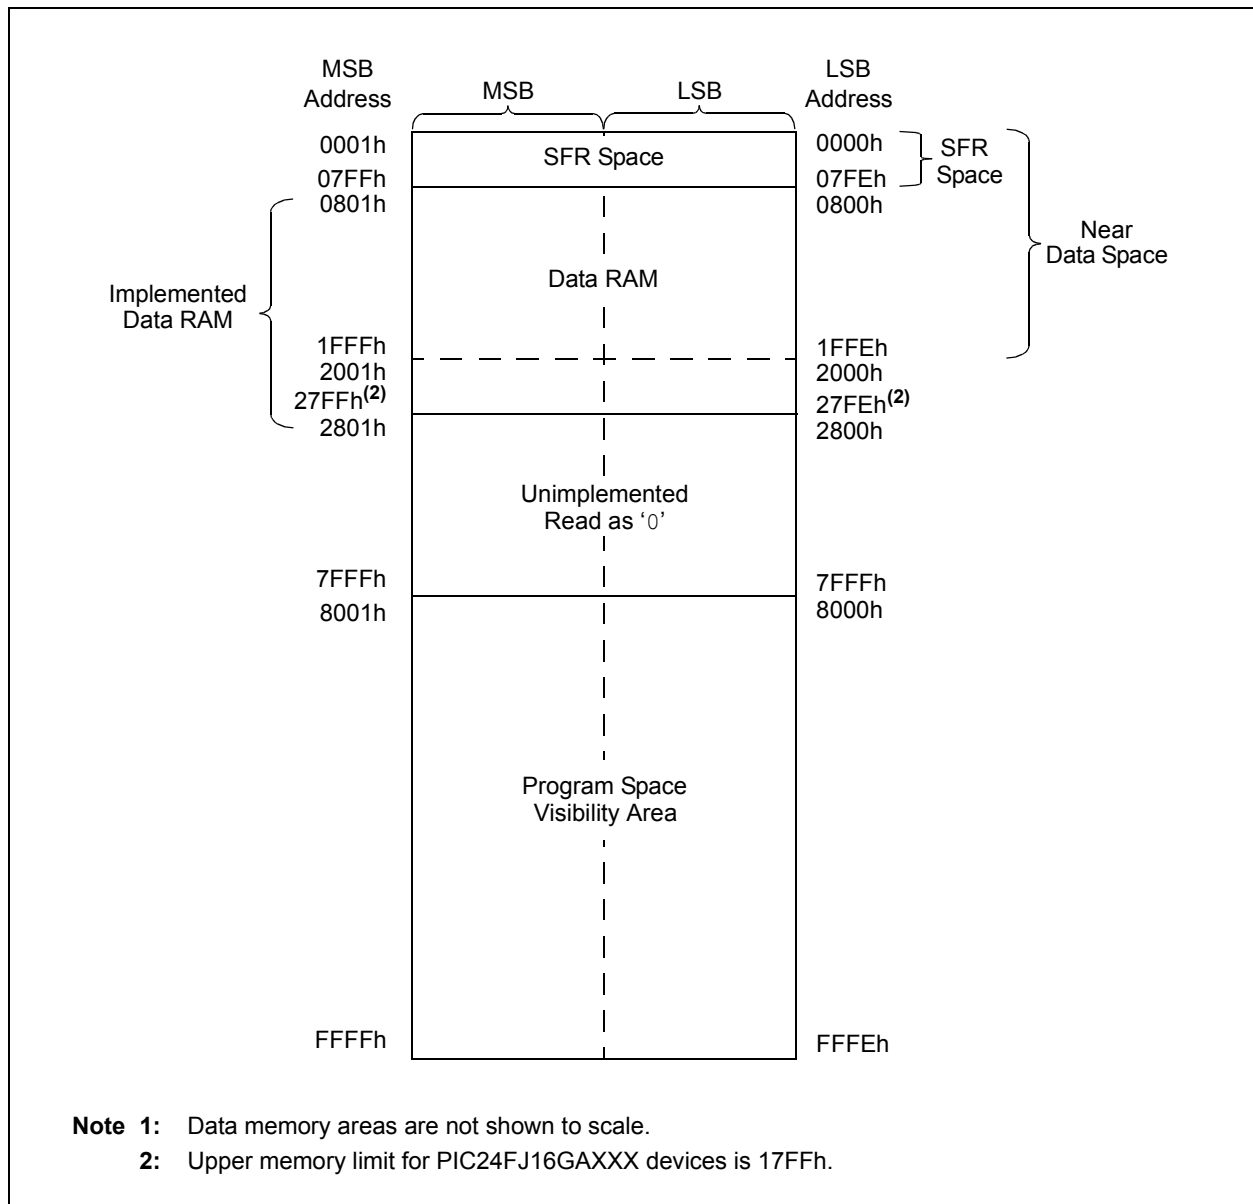 MSB
Address
MSB
LSB
LSB
Address
0001h
SFR Space
0000h
SFR
Space
07FFh
07FEh
0801h
0800h
Near
Data Space
Data RAM
Implemented
Data RAM
1FFFh
1FFEh
2001h
2000h
27FFh(2)
27FEh(2)
2801h
2800h
Unimplemented
Read as ‘0’
7FFFh
7FFFh
8001h
8000h
Program Space
Visibility Area
FFFFh
FFFEh
Note 1: Data memory areas are not shown to scale.
2: Upper memory limit for PIC24FJ16GAXXX devices is 17FFh.